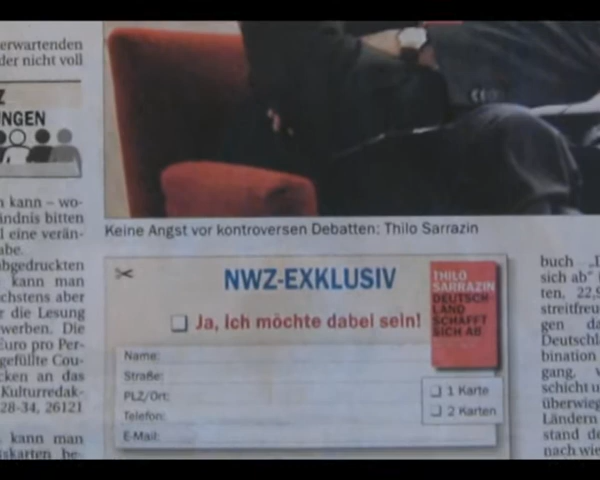 erwartenden
der nicht voll
Z
NGEN
n kann – wo-
ändnis bitten
l eine verän-
abe.
abgedruckten
kann man
chstens aber
r die Lesung
werben. Die
Euro pro Per-
gefüllte Cou-
cken an das
Kulturredak-
28-34, 26121
kann man
skarten be-
Keine Angst vor kontroversen Debatten: Thilo Sarrazin
NWZ-EXKLUSIV
Ja, ich möchte dabei sein!
THILO
SARRAZIN
DEUTSCH
LAND
SCHAFFT
SICH AB
Name:
Straße:
PLZ/Ort:
Telefon:
E-Mail:
1 Karte
2 Karten
buch „D
sich ab“
ten, 22,9
streitfreu
gen da
Deutschl
bination
gang, v
schicht u
überwieg
Ländern
stand de
nach wie